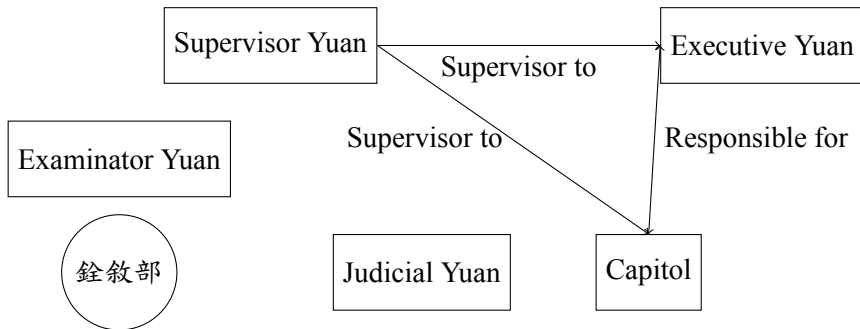 Supervisor Yuan
Executive Yuan
Supervisor to
Supervisor to
Responsible for
Examinator Yuan
銓敘部
Judicial Yuan
Capitol